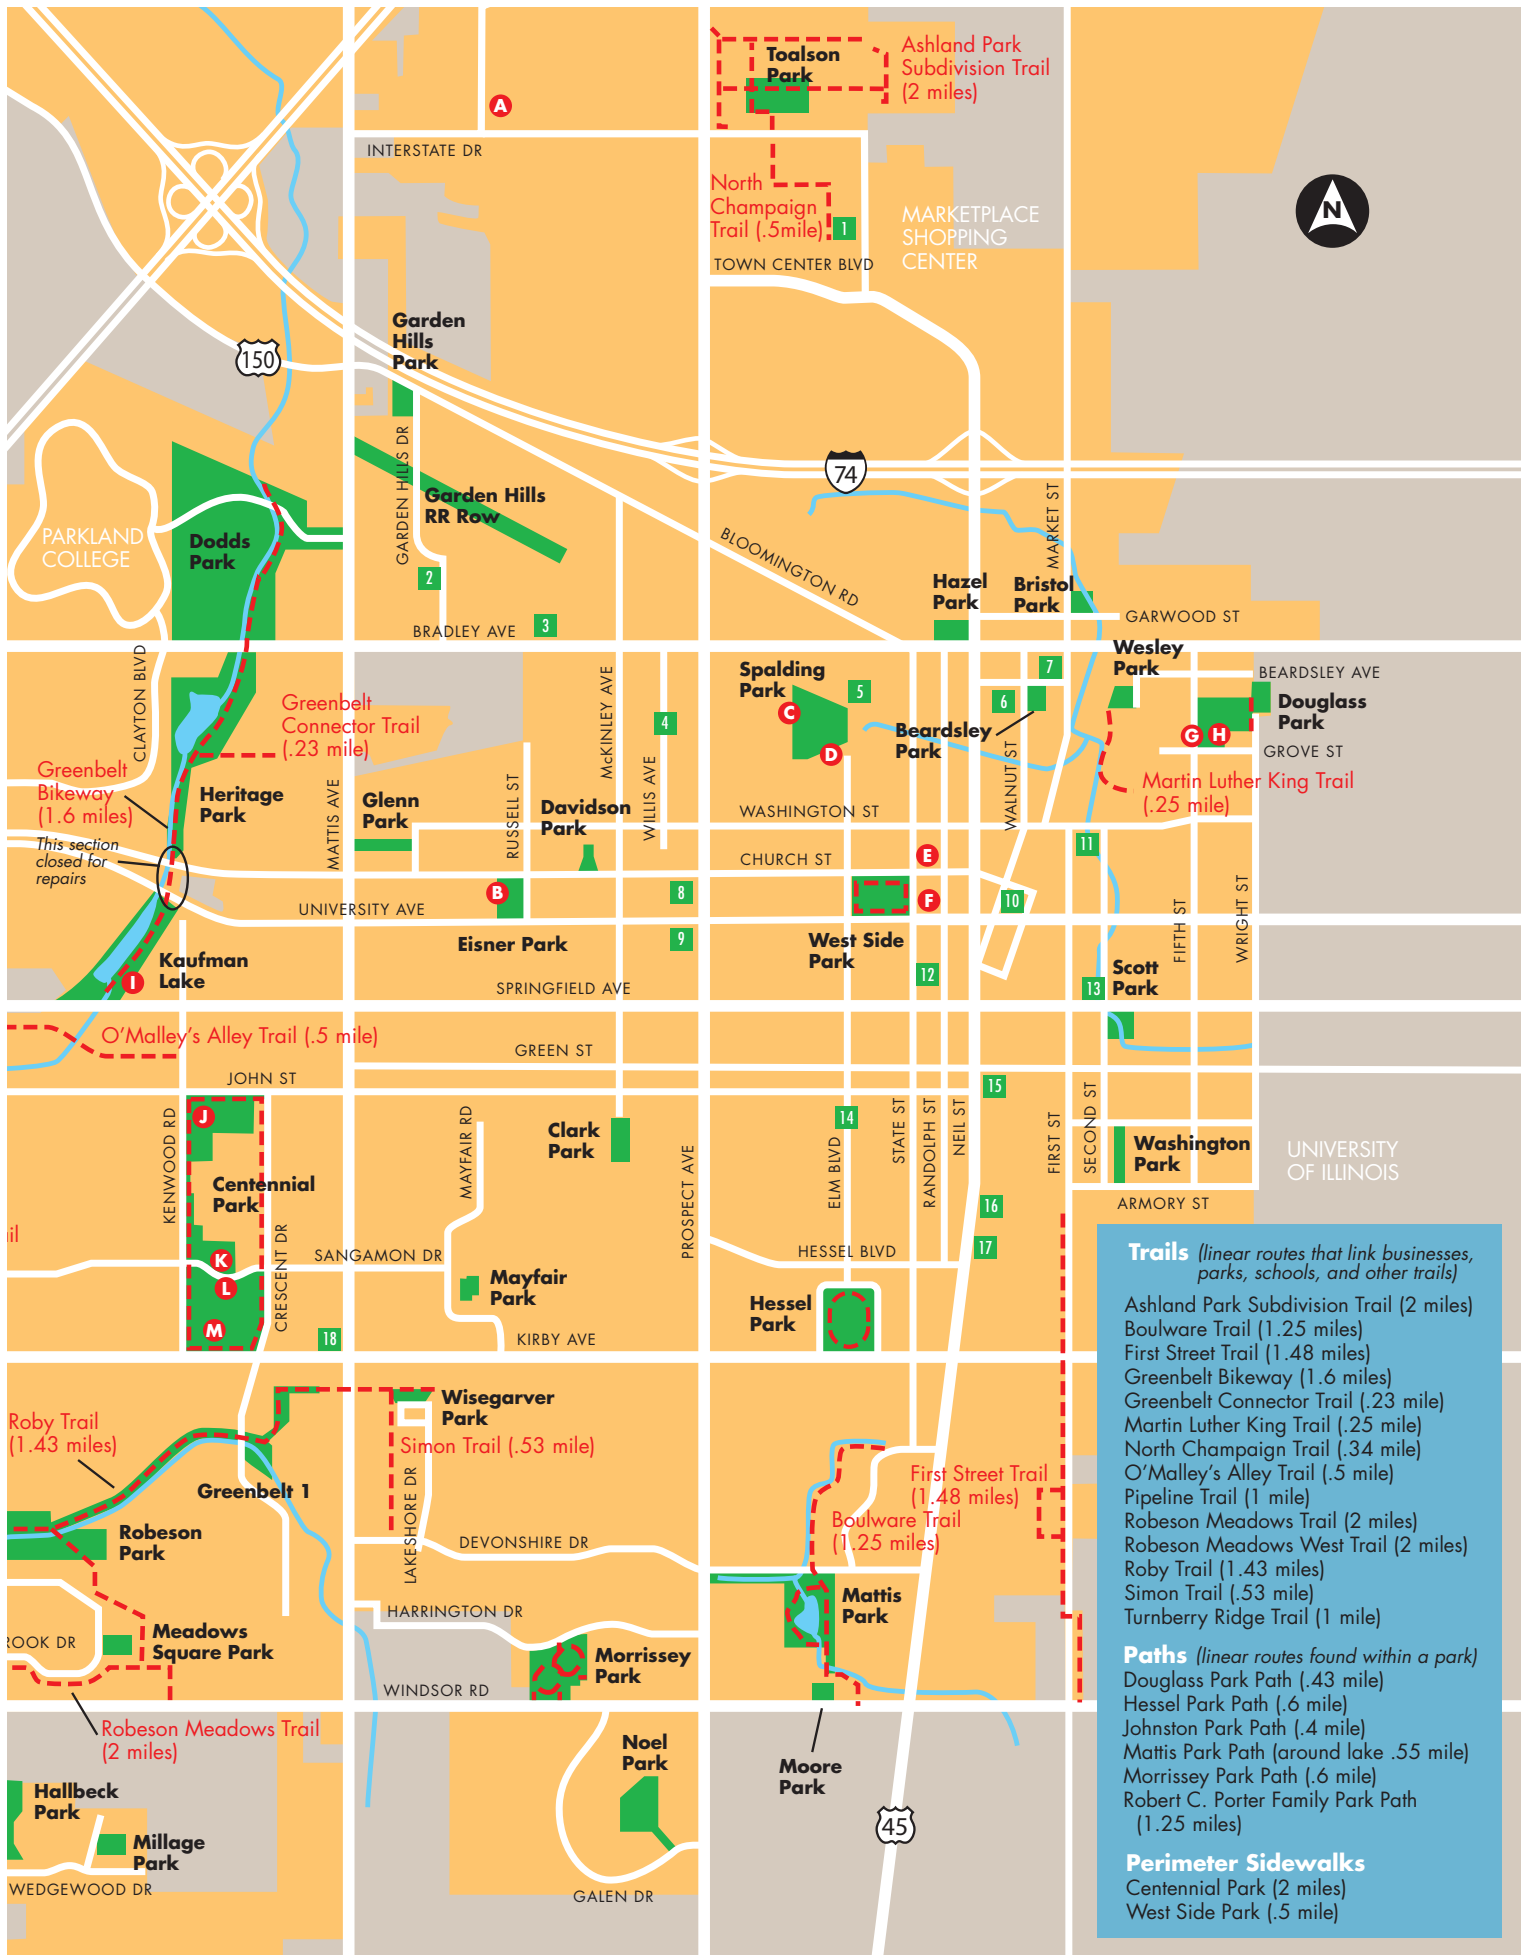 Toalson
Park
Ashland Park
Subdivision Trail
(2 miles)
A
INTERSTATE DR
North
Champaign
Trail (.5mile)
1
MARKETPLACE
SHOPPING
CENTER
N
TOWN CENTER BLVD
Garden
Hills
Park
150
74
GARDEN HILLS DR
Garden Hills
RR Row
PARKLAND
COLLEGE
Dodds
Park
MARKET ST
BLOOMINGTON RD
2
Hazel
Park
Bristol
Park
GARWOOD ST
3
BRADLEY AVE
CLAYTON BLVD
Wesley
Park
BEARDSLEY AVE
Spalding
Park
5
7
6
C
D
Beardsley
Park
Douglass
Park
G
H
GROVE ST
Greenbelt
Connector Trail
(.23 mile)
McKINLEY AVE
4
WALNUT ST
Martin Luther King Trail
(.25 mile)
Greenbelt
Bikeway
(1.6 miles)
Heritage
Park
MATTIS AVE
Glenn
Park
RUSSELL ST
Davidson
Park
WILLIS AVE
WASHINGTON ST
This section
closed for
repairs
CHURCH ST
E
11
B
8
F
10
UNIVERSITY AVE
Eisner Park
9
West Side
Park
FIFTH ST
WRIGHT ST
Kaufman
Lake
I
12
13
Scott
Park
SPRINGFIELD AVE
O'Malley's Alley Trail (.5 mile)
GREEN ST
JOHN ST
15
J
KENWOOD RD
MAYFAIR RD
Clark
Park
PROSPECT AVE
14
ELM BLVD
STATE ST
RANDOLPH ST
NEIL ST
FIRST ST
SECOND ST
Washington
Park
UNIVERSITY
OF ILLINOIS
Centennial
Park
16
ARMORY ST
il
K
L
M
CRESCENT DR
SANGAMON DR
HESSEL BLVD
17
Mayfair
Park
Hessel
Park
18
KIRBY AVE
Trails (linear routes that link businesses,
parks, schools, and other trails)
Ashland Park Subdivision Trail (2 miles)
Boulware Trail (1.25 miles)
First Street Trail (1.48 miles)
Greenbelt Bikeway (1.6 miles)
Greenbelt Connector Trail (.23 mile)
Martin Luther King Trail (.25 mile)
North Champaign Trail (.34 mile)
O'Malley's Alley Trail (.5 mile)
Pipeline Trail (1 mile)
Robeson Meadows Trail (2 miles)
Robeson Meadows West Trail (2 miles)
Roby Trail (1.43 miles)
Simon Trail (.53 mile)
Turnberry Ridge Trail (1 mile)
Paths (linear routes found within a park)
Douglass Park Path (.43 mile)
Hessel Park Path (.6 mile)
Johnston Park Path (.4 mile)
Mattis Park Path (around lake .55 mile)
Morrissey Park Path (.6 mile)
Robert C. Porter Family Park Path
(1.25 miles)
Perimeter Sidewalks
Centennial Park (2 miles)
West Side Park (.5 mile)
Wisegarver
Park
Simon Trail (.53 mile)
Roby Trail
(1.43 miles)
Greenbelt 1
LAKESHORE DR
First Street Trail
(1.48 miles)
Boulware Trail
(1.25 miles)
Robeson
Park
DEVONSHIRE DR
Mattis
Park
HARRINGTON DR
ROOK DR
Meadows
Square Park
Morrissey
Park
WINDSOR RD
Robeson Meadows Trail
(2 miles)
Noel
Park
Moore
Park
Hallbeck
Park
Millage
Park
45
WEDGEWOOD DR
GALEN DR